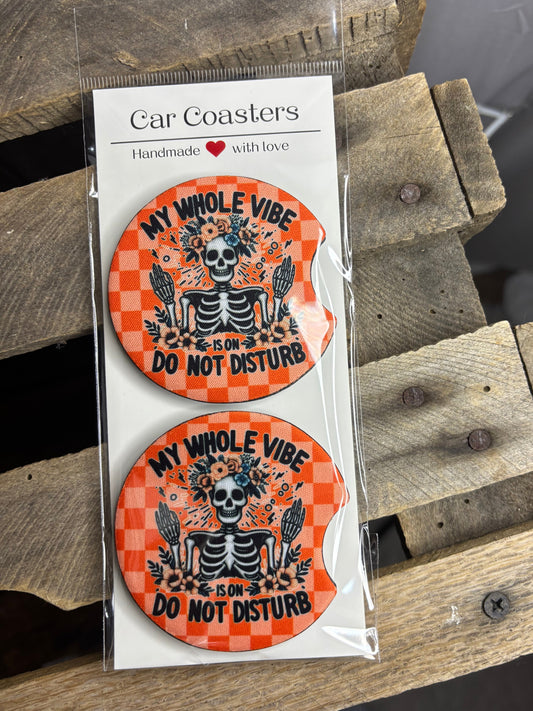 Car Coasters
Handmade with love
MY WHOLE VIBE
IS ON
DO NOT DISTURB
MY WHOLE VIBE
IS ON
DO NOT DISTURB